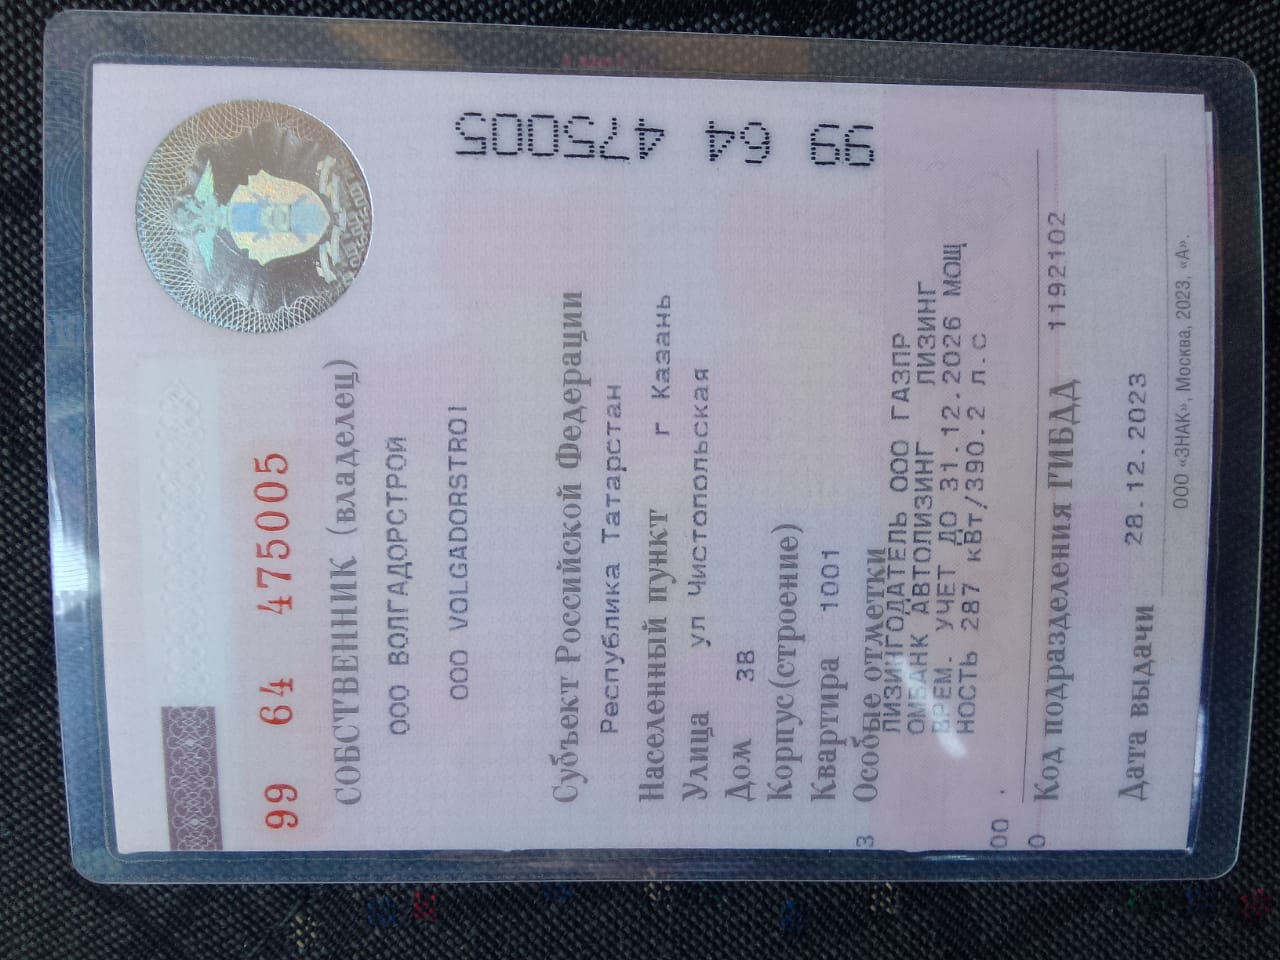 99 64 475005
СОБСТВЕННИК (владелец)
ООО ВОЛГАДОРСТРОЙ
OOO VOLGADORSTROI
99 64 475005
Субъект Российской Федерации
Республика Татарстан
Населенный пункт г Казань
Улица ул Чистопольская
Дом 38
Корпус(строение)
Квартира 1001
Особые отметки
ЛИЗИНГОДАТЕЛЬ ООО ГАЗПР
ОМБАНК АВТОЛИЗИНГ ЛИЗИНГ
ВРЕМ. УЧЕТ ДО 31.12.2026 МОЩ
НОСТЬ 287 кВт/390.2 л.с
Код подразделения ГИБДД 1192102
Дата выдачи 28.12.2023
ООО «ЗНАК», Москва, 2023, «А».